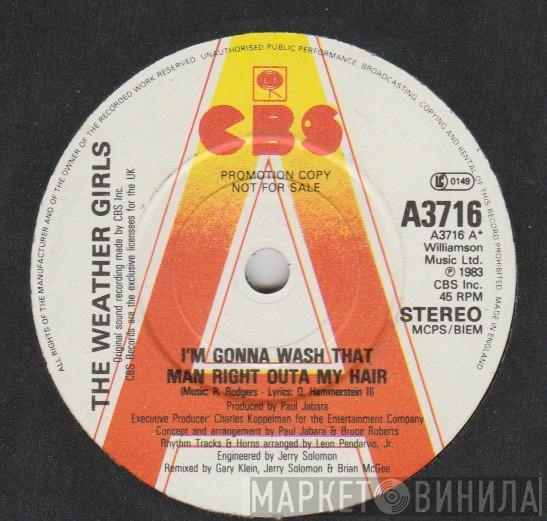 ALL RIGHTS OF THE MANUFACTURER AND OF THE OWNER OF THE RECORDED WORK RESERVED. UNAUTHORISED PUBLIC PERFORMANCE, BROADCASTING, COPYING AND RENTAL OF THIS RECORD PROHIBITED. MADE IN ENGLAND
CBS
PROMOTION COPY
NOT FOR SALE
THE WEATHER GIRLS
Original sound recording made by CBS Inc.
CBS Records are the exclusive licensees for the UK
LC 0149
A3716
A3716 A*
Williamson
Music Ltd.
℗ 1983
CBS Inc.
45 RPM
STEREO
MCPS/BIEM
I'M GONNA WASH THAT
MAN RIGHT OUTA MY HAIR
(Music: R. Rodgers - Lyrics: O. Hammerstein II)
Produced by Paul Jabara
Executive Producer: Charles Koppelman for the Entertainment Company
Concept and arrangement by Paul Jabara & Bruce Roberts
Rhythm Tracks & Horns arranged by Leon Pendarvis, Jr.
Engineered by Jerry Solomon
Remixed by Gary Klein, Jerry Solomon & Brian McGee
МАРКЕТ ВИНИЛА